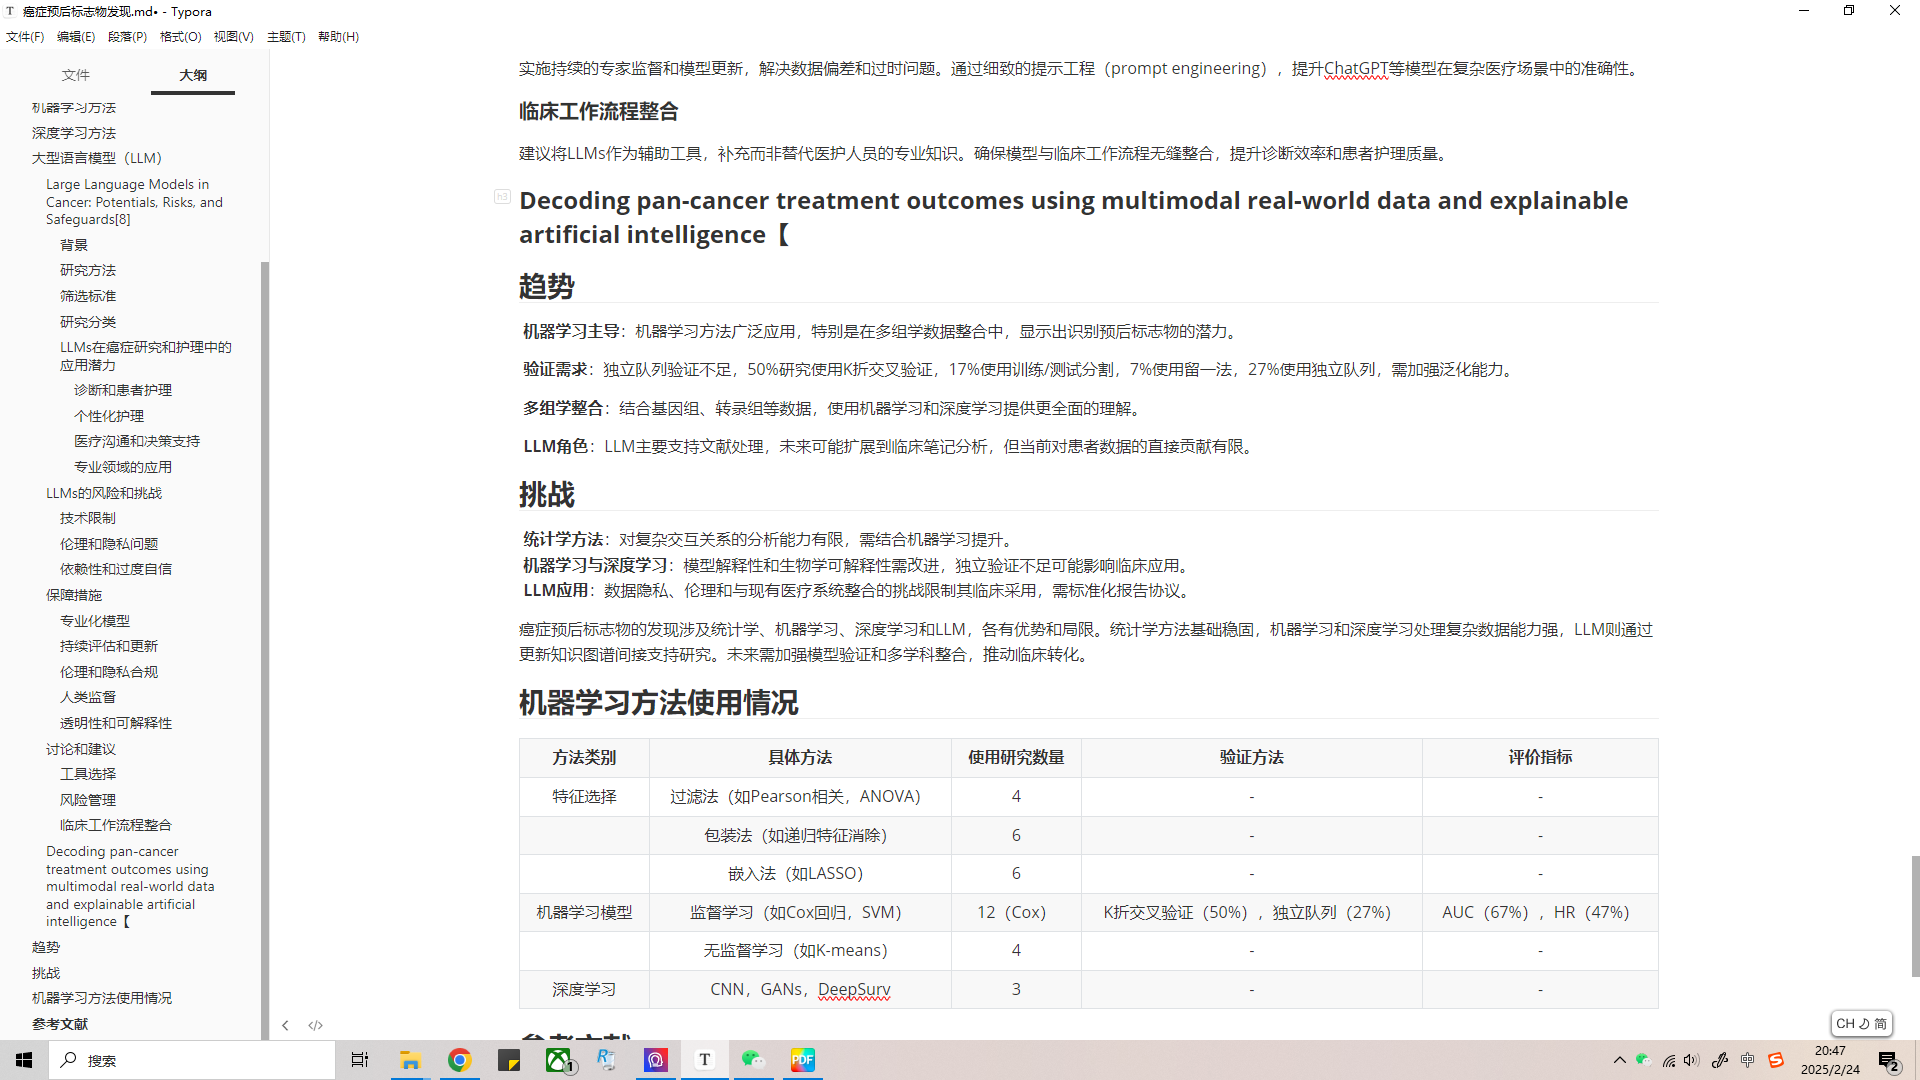 癌症预后标志物发现.md• - Typora
文件(F) 编辑(E) 段落(P) 格式(O) 视图(V) 主题(T) 帮助(H)
文件 大纲
机器学习方法
深度学习方法
大型语言模型（LLM）
Large Language Models in
Cancer: Potentials, Risks, and
Safeguards[8]
背景
研究方法
筛选标准
研究分类
LLMs在癌症研究和护理中的
应用潜力
诊断和患者护理
个性化护理
医疗沟通和决策支持
专业领域的应用
LLMs的风险和挑战
技术限制
伦理和隐私问题
依赖性和过度自信
保障措施
专业化模型
持续评估和更新
伦理和隐私合规
人类监督
透明性和可解释性
讨论和建议
工具选择
风险管理
临床工作流程整合
Decoding pan-cancer
treatment outcomes using
multimodal real-world data
and explainable artificial
intelligence【
趋势
挑战
机器学习方法使用情况
参考文献
实施持续的专家监督和模型更新，解决数据偏差和过时问题。通过细致的提示工程（prompt engineering），提升ChatGPT等模型在复杂医疗场景中的准确性。
临床工作流程整合
建议将LLMs作为辅助工具，补充而非替代医护人员的专业知识。确保模型与临床工作流程无缝整合，提升诊断效率和患者护理质量。
h3
Decoding pan-cancer treatment outcomes using multimodal real-world data and explainable
artificial intelligence【
趋势
机器学习主导：机器学习方法广泛应用，特别是在多组学数据整合中，显示出识别预后标志物的潜力。
验证需求：独立队列验证不足，50%研究使用K折交叉验证，17%使用训练/测试分割，7%使用留一法，27%使用独立队列，需加强泛化能力。
多组学整合：结合基因组、转录组等数据，使用机器学习和深度学习提供更全面的理解。
LLM角色：LLM主要支持文献处理，未来可能扩展到临床笔记分析，但当前对患者数据的直接贡献有限。
挑战
统计学方法：对复杂交互关系的分析能力有限，需结合机器学习提升。
机器学习与深度学习：模型解释性和生物学可解释性需改进，独立验证不足可能影响临床应用。
LLM应用：数据隐私、伦理和与现有医疗系统整合的挑战限制其临床采用，需标准化报告协议。
癌症预后标志物的发现涉及统计学、机器学习、深度学习和LLM，各有优势和局限。统计学方法基础稳固，机器学习和深度学习处理复杂数据能力强，LLM则通过
更新知识图谱间接支持研究。未来需加强模型验证和多学科整合，推动临床转化。
机器学习方法使用情况
方法类别 具体方法 使用研究数量 验证方法 评价指标
特征选择 过滤法（如Pearson相关，ANOVA） 4 - -
包装法（如递归特征消除） 6 - -
嵌入法（如LASSO） 6 - -
机器学习模型 监督学习（如Cox回归，SVM） 12（Cox） K折交叉验证（50%），独立队列（27%） AUC（67%），HR（47%）
无监督学习（如K-means） 4 - -
深度学习 CNN，GANs，DeepSurv 3 - -
参考文献
CH 简
搜索
1
T
PDF
中
20:47
2025/2/24
2